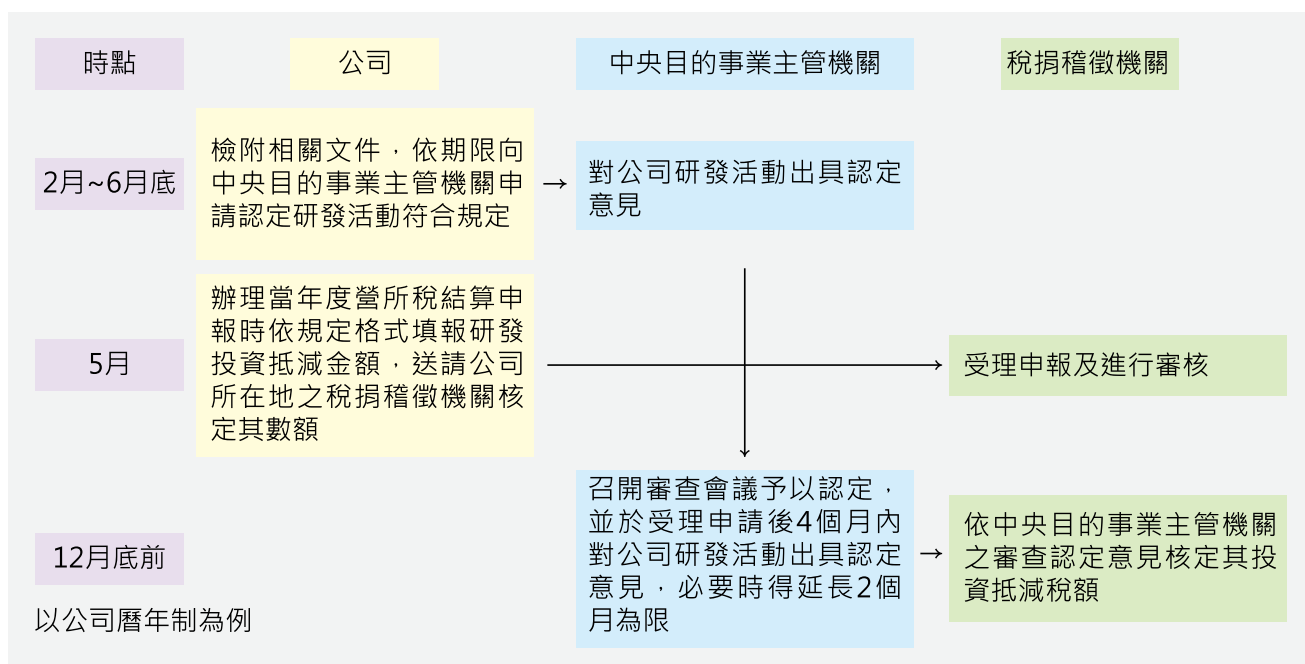 時點
公司
中央目的事業主管機關
稅捐稽徵機關
2月~6月底
檢附相關文件，依期限向
中央目的事業主管機關申
請認定研發活動符合規定
→
對公司研發活動出具認定
意見
5月
辦理當年度營所稅結算申
報時依規定格式填報研發
投資抵減金額，送請公司
所在地之稅捐稽徵機關核
定其數額
受理申報及進行審核
12月底前
召開審查會議予以認定，
並於受理申請後4個月內
對公司研發活動出具認定
意見，必要時得延長2個
月為限
→
依中央目的事業主管機關
之審查認定意見核定其投
資抵減稅額
以公司曆年制為例